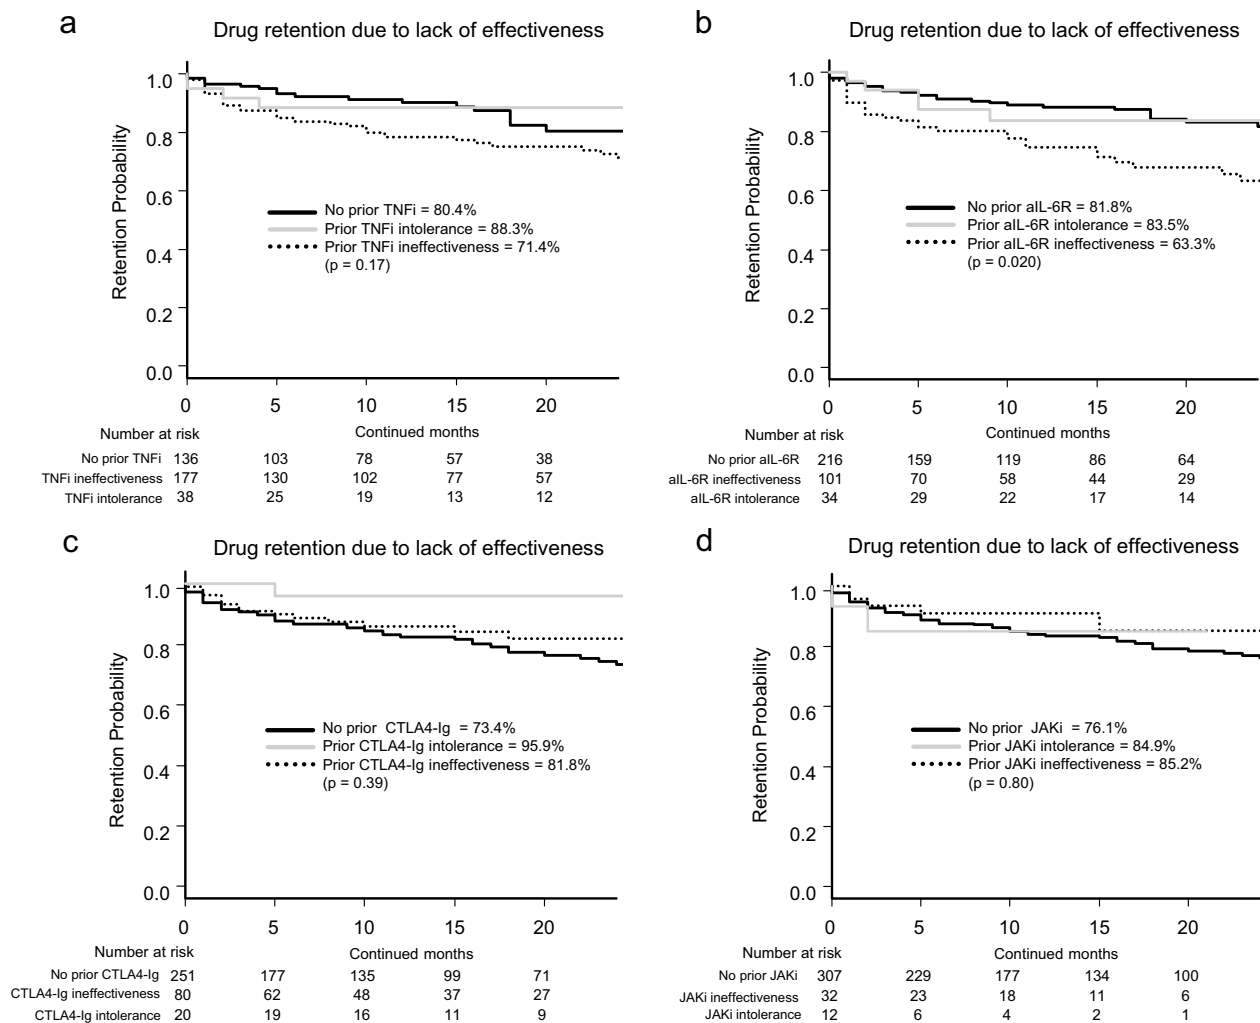 a
Drug retention due to lack of effectiveness
1.0
0.8
0.6
0.4
0.2
0.0
Retention Probability
No prior TNFi = 80.4%
Prior TNFi intolerance = 88.3%
Prior TNFi ineffectiveness = 71.4%
(p = 0.17)
0 5 10 15 20
Number at risk
Continued months
No prior TNFi 136 103 78 57 38
TNFi ineffectiveness 177 130 102 77 57
TNFi intolerance 38 25 19 13 12
b
Drug retention due to lack of effectiveness
1.0
0.8
0.6
0.4
0.2
0.0
Retention Probability
No prior aIL-6R = 81.8%
Prior aIL-6R intolerance = 83.5%
Prior aIL-6R ineffectiveness = 63.3%
(p = 0.020)
0 5 10 15 20
Number at risk
Continued months
No prior aIL-6R 216 159 119 86 64
aIL-6R ineffectiveness 101 70 58 44 29
aIL-6R intolerance 34 29 22 17 14
c
Drug retention due to lack of effectiveness
1.0
0.8
0.6
0.4
0.2
0.0
Retention Probability
No prior CTLA4-Ig = 73.4%
Prior CTLA4-Ig intolerance = 95.9%
Prior CTLA4-Ig ineffectiveness = 81.8%
(p = 0.39)
0 5 10 15 20
Number at risk
Continued months
No prior CTLA4-Ig 251 177 135 99 71
CTLA4-Ig ineffectiveness 80 62 48 37 27
CTLA4-Ig intolerance 20 19 16 11 9
d
Drug retention due to lack of effectiveness
1.0
0.8
0.6
0.4
0.2
0.0
Retention Probability
No prior JAKi = 76.1%
Prior JAKi intolerance = 84.9%
Prior JAKi ineffectiveness = 85.2%
(p = 0.80)
0 5 10 15 20
Number at risk
Continued months
No prior JAKi 307 229 177 134 100
JAKi ineffectiveness 32 23 18 11 6
JAKi intolerance 12 6 4 2 1